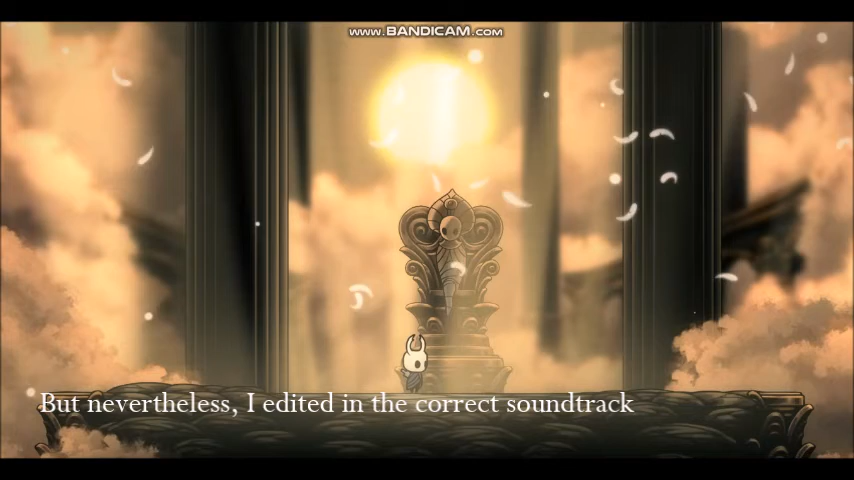 www.BANDICAM.com
But nevertheless, I edited in the correct soundtrack